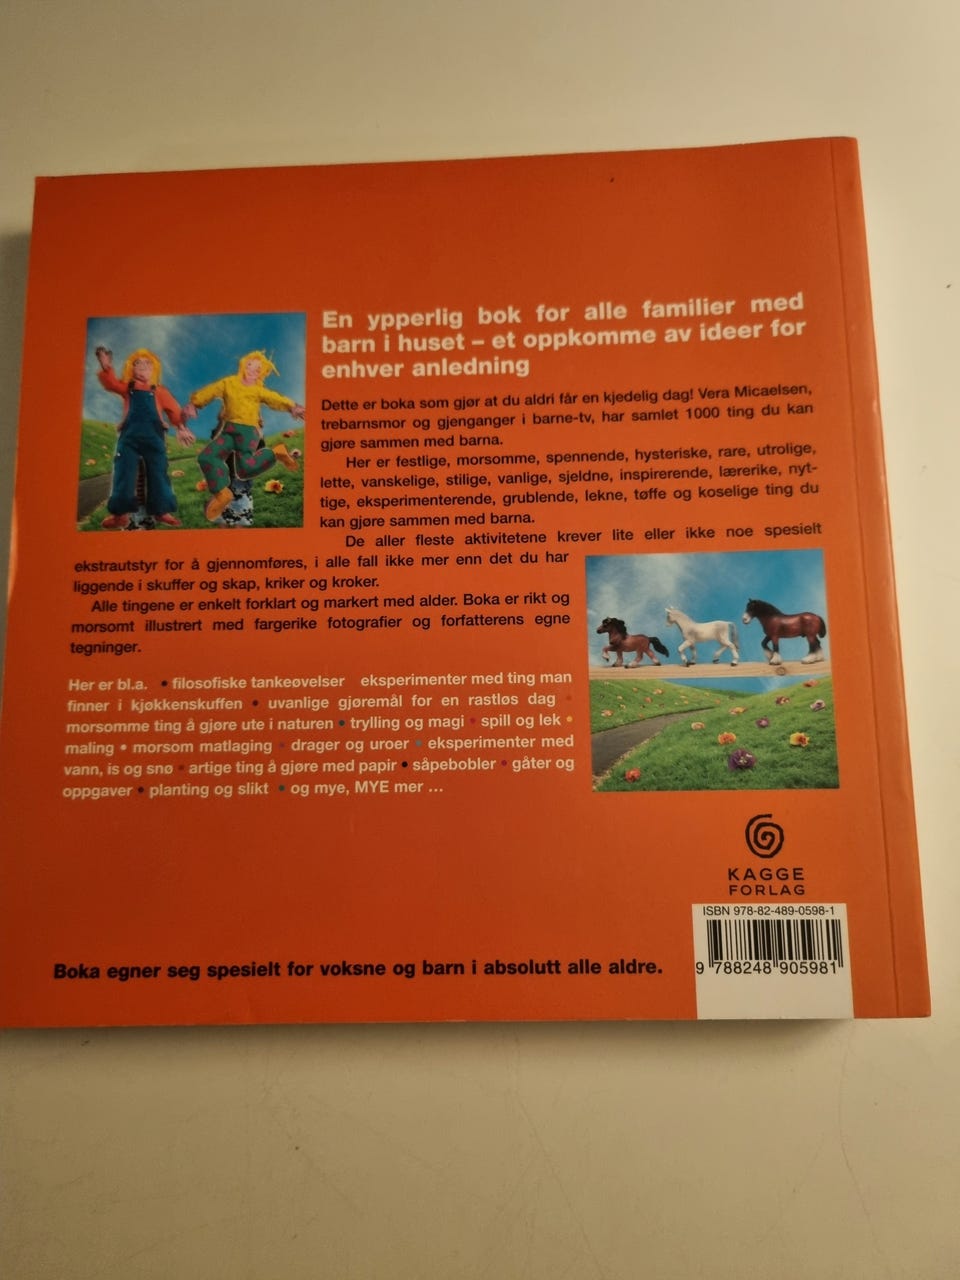 En ypperlig bok for alle familier med
barn i huset – et oppkomme av ideer for
enhver anledning
Dette er boka som gjør at du aldri får en kjedelig dag! Vera Micaelsen,
trebarnsmor og gjenganger i barne-tv, har samlet 1000 ting du kan
gjøre sammen med barna.
Her er festlige, morsomme, spennende, hysteriske, rare, utrolige,
lette, vanskelige, stilige, vanlige, sjeldne, inspirerende, lærerike, nyt-
tige, eksperimenterende, grublende, lekne, tøffe og koselige ting du
kan gjøre sammen med barna.
De aller fleste aktivitetene krever lite eller ikke noe spesielt
ekstrautstyr for å gjennomføres, i alle fall ikke mer enn det du har
liggende i skuffer og skap, kriker og kroker.
Alle tingene er enkelt forklart og markert med alder. Boka er rikt og
morsomt illustrert med fargerike fotografier og forfatterens egne
tegninger.
Her er bl.a. • filosofiske tankeøvelser eksperimenter med ting man
finner i kjøkkenskuffen • uvanlige gjøremål for en rastløs dag •
morsomme ting å gjøre ute i naturen • trylling og magi • spill og lek •
maling • morsom matlaging • drager og uroer • eksperimenter med
vann, is og snø • artige ting å gjøre med papir • såpebobler • gåter og
oppgaver • planting og slikt • og mye, MYE mer ...
KAGGE
FORLAG
ISBN 978-82-489-0598-1
9 788248 905981
Boka egner seg spesielt for voksne og barn i absolutt alle aldre.